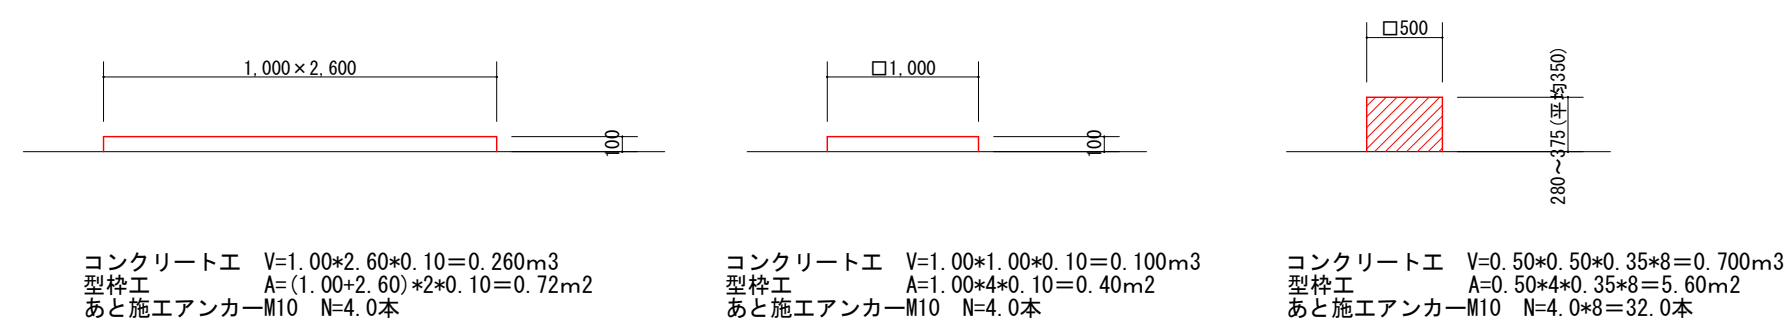 1,000×2,600
100
コンクリート工 V=1.00*2.60*0.10=0.260m3
型枠工 A=(1.00+2.60)*2*0.10=0.72m2
あと施工アンカーM10 N=4.0本
□1,000
100
コンクリート工 V=1.00*1.00*0.10=0.100m3
型枠工 A=1.00*4*0.10=0.40m2
あと施工アンカーM10 N=4.0本
□500
280~375(平均350)
コンクリート工 V=0.50*0.50*0.35*8=0.700m3
型枠工 A=0.50*4*0.35*8=5.60m2
あと施工アンカーM10 N=4.0*8=32.0本